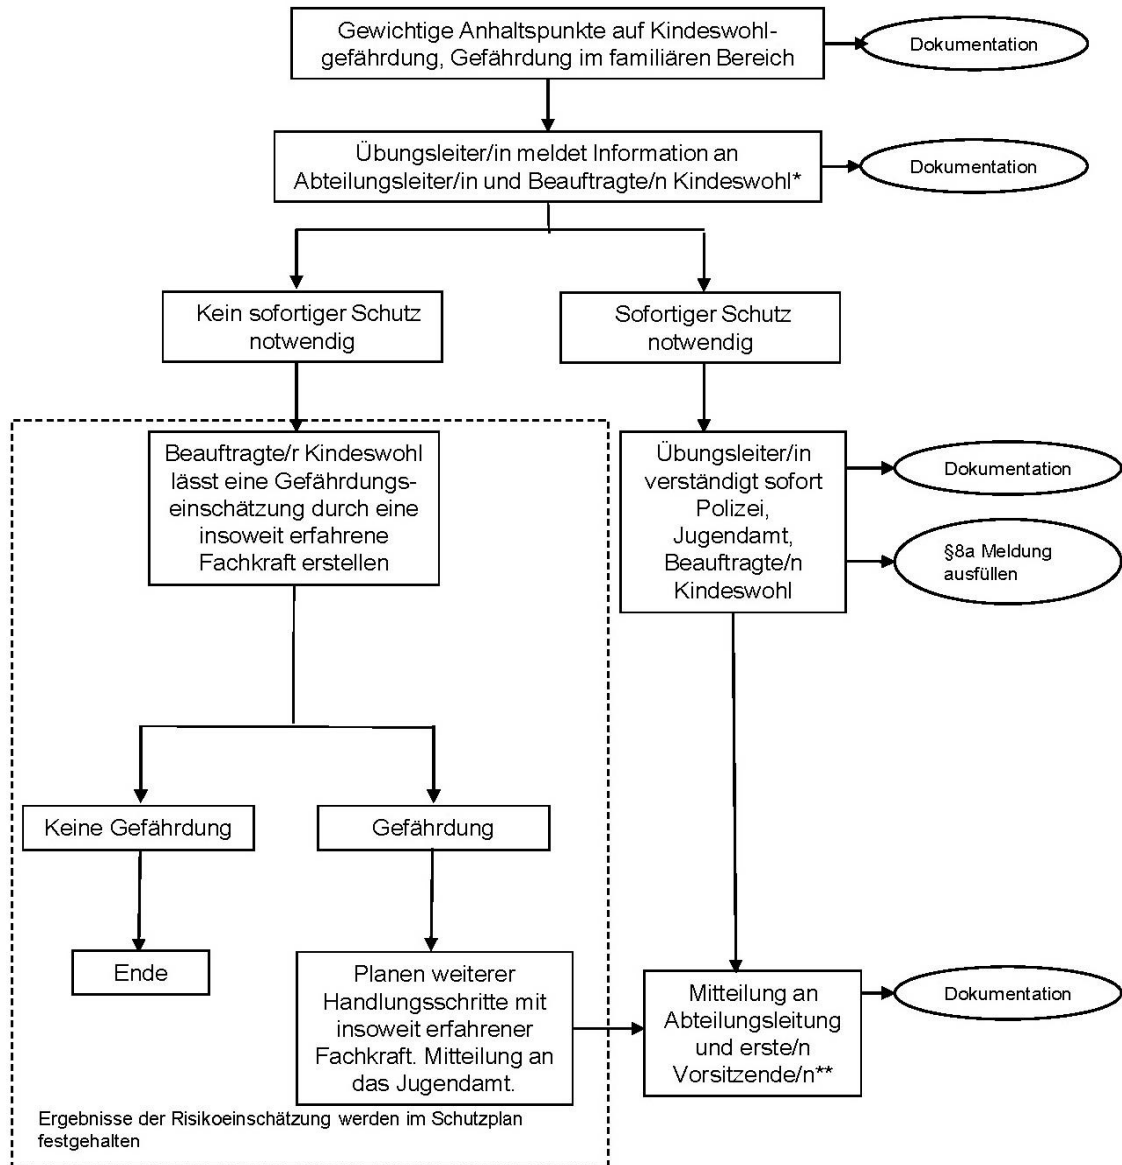 Gewichtige Anhaltspunkte auf Kindeswohl-
gefährdung, Gefährdung im familiären Bereich
Dokumentation
Übungsleiter/in meldet Information an
Abteilungsleiter/in und Beauftragte/n Kindeswohl*
Dokumentation
Kein sofortiger Schutz
notwendig
Sofortiger Schutz
notwendig
Beauftragte/r Kindeswohl
lässt eine Gefährdungs-
einschätzung durch eine
insoweit erfahrene
Fachkraft erstellen
Übungsleiter/in
verständigt sofort
Polizei,
Jugendamt,
Beauftragte/n
Kindeswohl
Dokumentation
§8a Meldung
ausfüllen
Keine Gefährdung
Gefährdung
Ende
Planen weiterer
Handlungsschritte mit
insoweit erfahrener
Fachkraft. Mitteilung an
das Jugendamt.
Mitteilung an
Abteilungsleitung
und erste/n
Vorsitzende/n**
Dokumentation
Ergebnisse der Risikoeinschätzung werden im Schutzplan
festgehalten